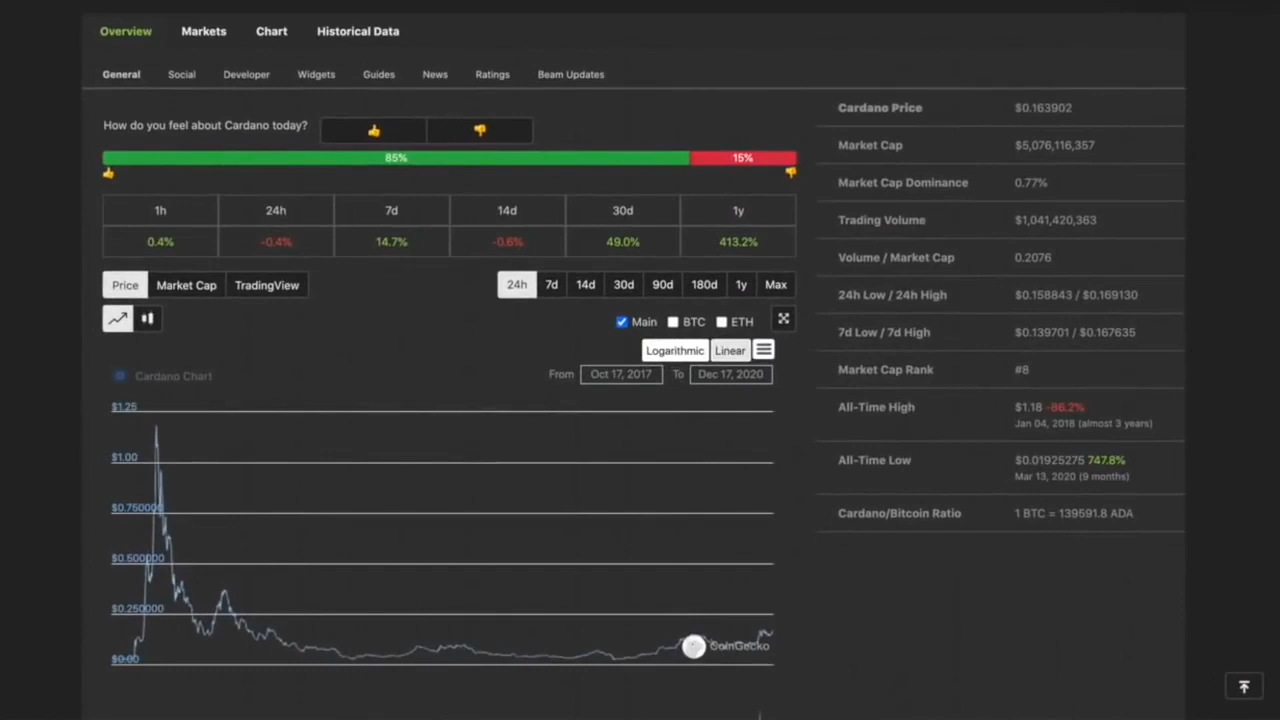 Overview Markets Chart Historical Data
General Social Developer Widgets Guides News Ratings Beam Updates
How do you feel about Cardano today?
85% 15%
1h 24h 7d 14d 30d 1y
0.4% -0.4% 14.7% -0.6% 49.0% 413.2%
Price Market Cap TradingView 24h 7d 14d 30d 90d 180d 1y Max
Main BTC ETH
Logarithmic Linear
Cardano Chart From Oct 17, 2017 To Dec 17, 2020
$1.25
$1.00
$0.750000
$0.500000
$0.250000
$0.00
CoinGecko
Cardano Price $0.163902
Market Cap $5,076,116,357
Market Cap Dominance 0.77%
Trading Volume $1,041,420,363
Volume / Market Cap 0.2076
24h Low / 24h High $0.158843 / $0.169130
7d Low / 7d High $0.139701 / $0.167635
Market Cap Rank #8
All-Time High $1.18 -86.2%
Jan 04, 2018 (almost 3 years)
All-Time Low $0.01925275 747.8%
Mar 13, 2020 (9 months)
Cardano/Bitcoin Ratio 1 BTC = 139591.8 ADA